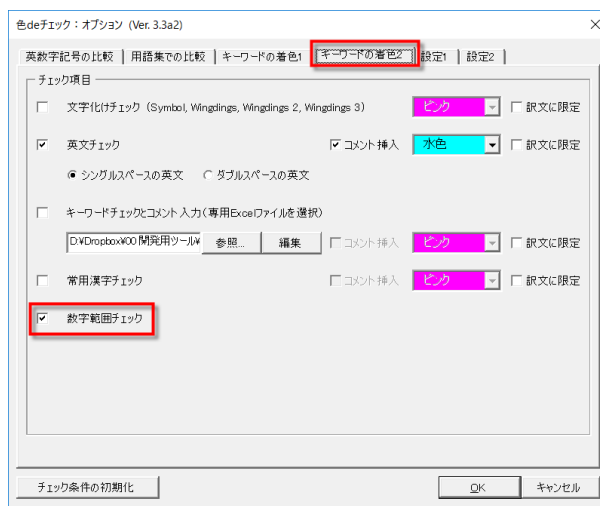 色deチェック：オプション (Ver. 3.3a2)
英数字記号の比較 用語集での比較 キーワードの着色1 キーワードの着色2 設定1 設定2
チェック項目
文字化けチェック (Symbol, Wingdings, Wingdings 2, Wingdings 3) ピンク 訳文に限定
英文チェック コメント挿入 水色 訳文に限定
シングルスペースの英文 ダブルスペースの英文
キーワードチェックとコメント入力(専用Excelファイルを選択)
D:¥Dropbox¥00 開発用ツール¥ 参照... 編集 コメント挿入 ピンク 訳文に限定
常用漢字チェック コメント挿入 ピンク 訳文に限定
数字範囲チェック
チェック条件の初期化 OK キャンセル